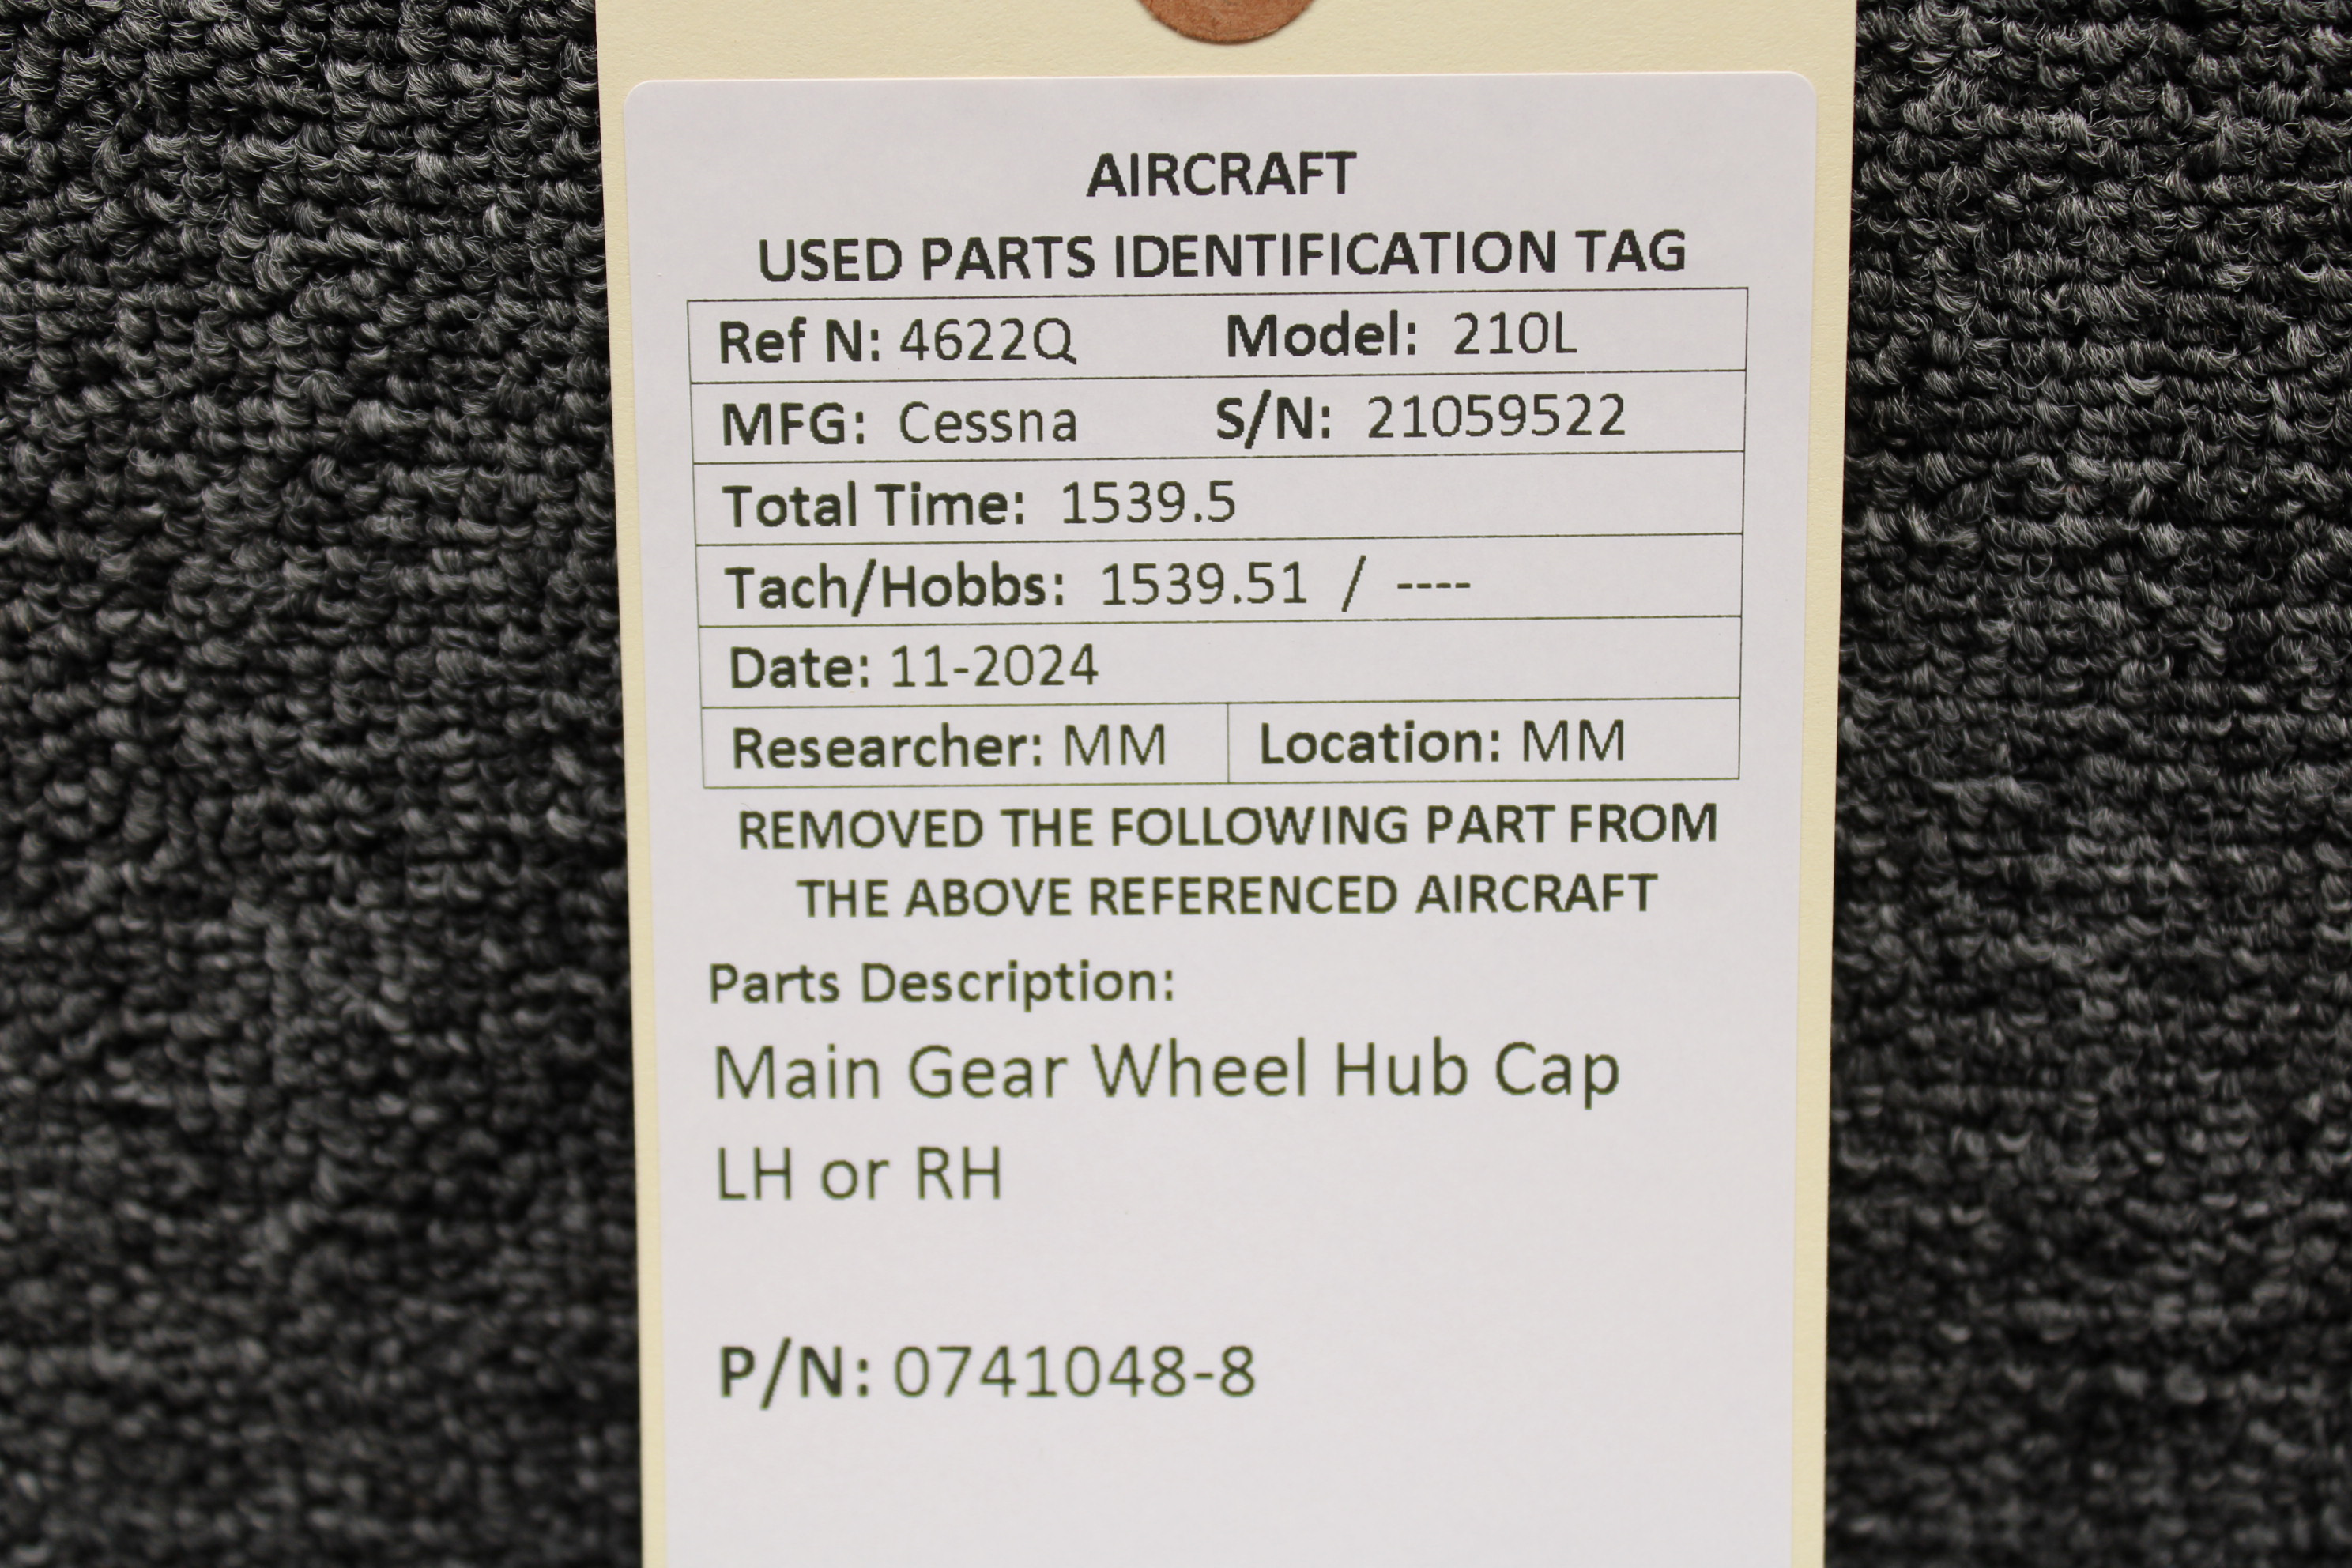 AIRCRAFT
USED PARTS IDENTIFICATION TAG
Ref N: 4622Q Model: 210L
MFG: Cessna S/N: 21059522
Total Time: 1539.5
Tach/Hobbs: 1539.51 / ----
Date: 11-2024
Researcher: MM Location: MM
REMOVED THE FOLLOWING PART FROM
THE ABOVE REFERENCED AIRCRAFT
Parts Description:
Main Gear Wheel Hub Cap
LH or RH
P/N: 0741048-8